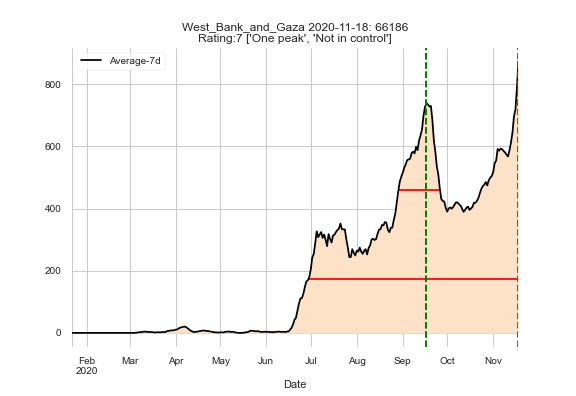 West_Bank_and_Gaza 2020-11-18: 66186
Rating:7 ['One peak', 'Not in control']
Average-7d
800
600
400
200
0
Feb Mar Apr May Jun Jul Aug Sep Oct Nov
2020
Date